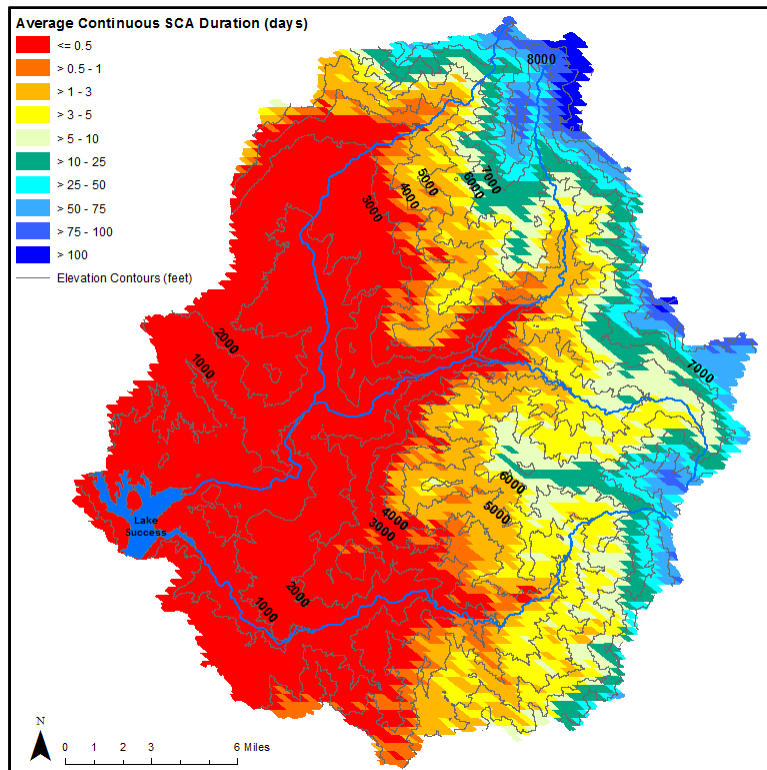 Average Continuous SCA Duration (days)
<= 0.5
> 0.5 - 1
> 1 - 3
> 3 - 5
> 5 - 10
> 10 - 25
> 25 - 50
> 50 - 75
> 75 - 100
> 100
Elevation Contours (feet)
8000
7000
6000
5000
4000
3000
2000
1000
7000
6000
5000
4000
3000
Lake
Success
2000
1000
N
0 1 2 3 6 Miles